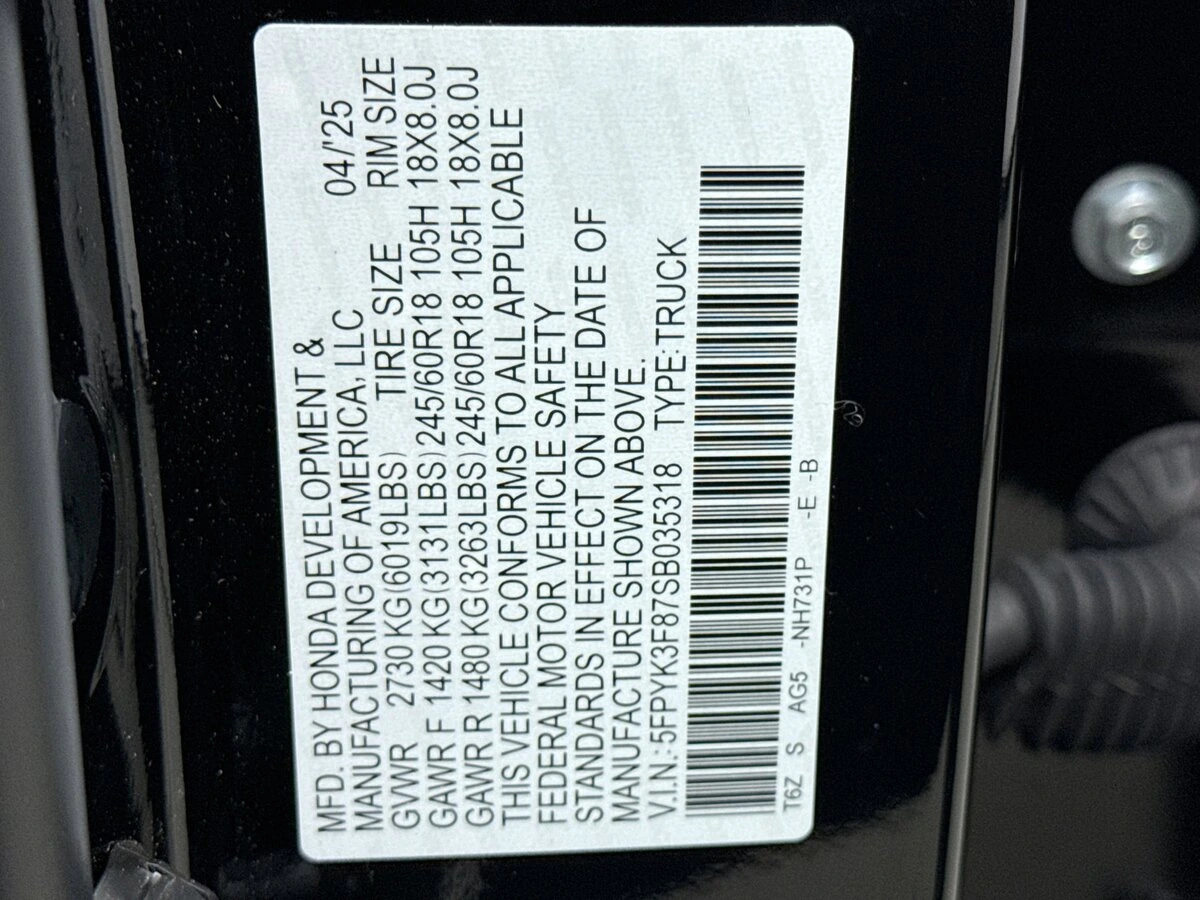 MFD. BY HONDA DEVELOPMENT & 04/'25
MANUFACTURING OF AMERICA, LLC
GVWR 2730 KG(6019LBS) TIRE SIZE RIM SIZE
GAWR F 1420 KG(3131LBS) 245/60R18 105H 18X8.0J
GAWR R 1480 KG(3263LBS) 245/60R18 105H 18X8.0J
THIS VEHICLE CONFORMS TO ALL APPLICABLE
FEDERAL MOTOR VEHICLE SAFETY
STANDARDS IN EFFECT ON THE DATE OF
MANUFACTURE SHOWN ABOVE.
V.I.N.: 5FPYK3F87SB035318 TYPE:TRUCK
T6Z S AG5 -NH731P -E -B